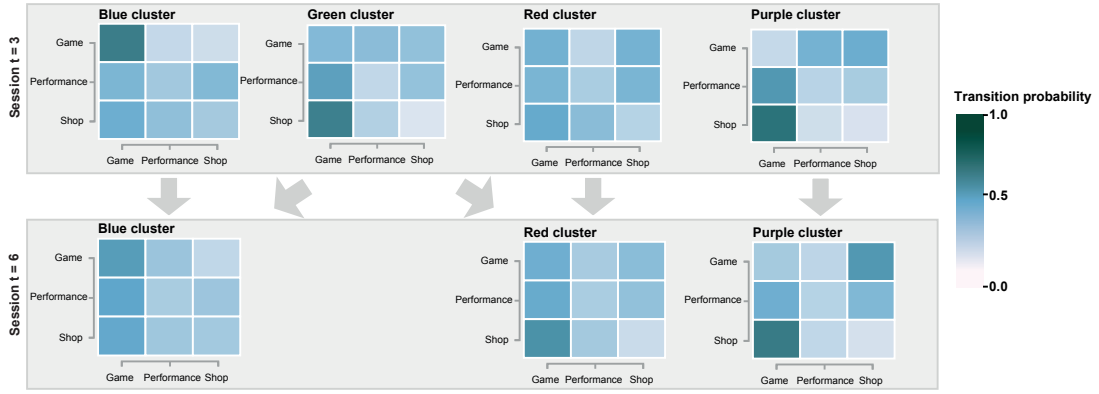 Session t = 3
Blue cluster
Game
Performance
Shop
Game Performance Shop
Green cluster
Game
Performance
Shop
Game Performance Shop
Red cluster
Game
Performance
Shop
Game Performance Shop
Purple cluster
Game
Performance
Shop
Game Performance Shop
Session t = 6
Blue cluster
Game
Performance
Shop
Game Performance Shop
Red cluster
Game
Performance
Shop
Game Performance Shop
Purple cluster
Game
Performance
Shop
Game Performance Shop
Transition probability
1.0
0.5
0.0